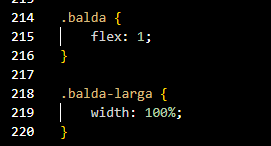 214 .balda {
215     flex: 1;
216 }
217
218 .balda-larga {
219     width: 100%;
220 }